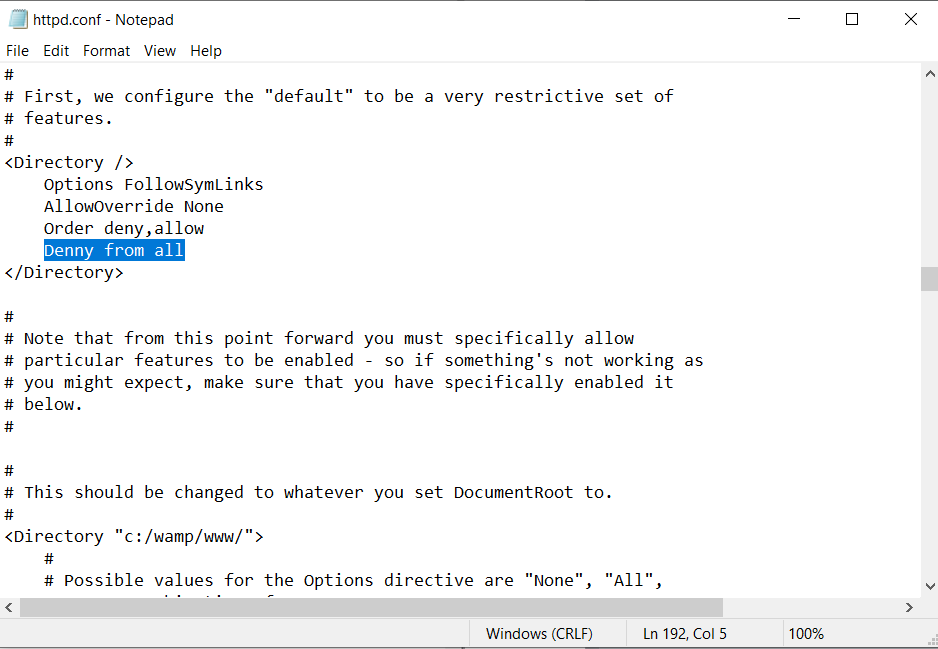 httpd.conf - Notepad
File Edit Format View Help
#
# First, we configure the "default" to be a very restrictive set of
# features.
#
<Directory />
    Options FollowSymLinks
    AllowOverride None
    Order deny,allow
    Denny from all
</Directory>
#
# Note that from this point forward you must specifically allow
# particular features to be enabled - so if something's not working as
# you might expect, make sure that you have specifically enabled it
# below.
#
#
# This should be changed to whatever you set DocumentRoot to.
#
<Directory "c:/wamp/www/">
    #
    # Possible values for the Options directive are "None", "All",
Windows (CRLF) Ln 192, Col 5 100%